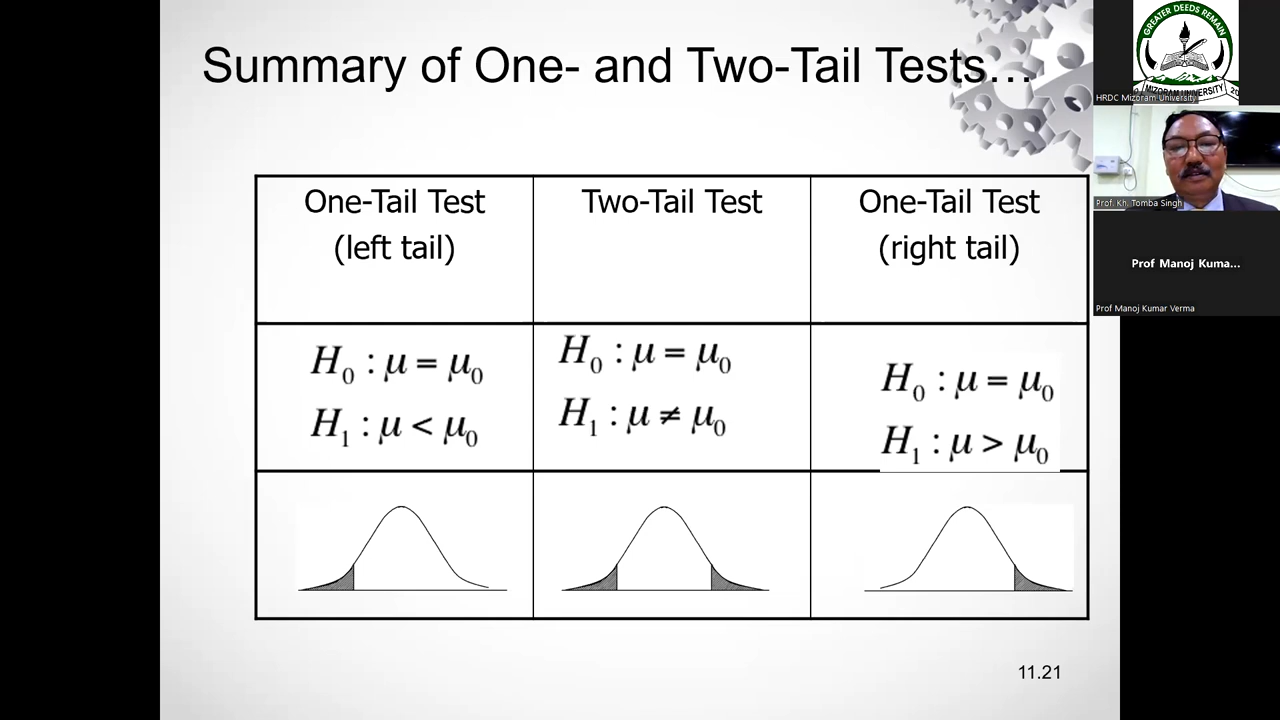 Summary of One- and Two-Tail Tests…
One-Tail Test
(left tail)
Two-Tail Test
One-Tail Test
(right tail)
H₀ : μ = μ₀
H₁ : μ < μ₀
H₀ : μ = μ₀
H₁ : μ ≠ μ₀
H₀ : μ = μ₀
H₁ : μ > μ₀
11.21
GREATER DEEDS REMAIN
MIZORAM UNIVERSITY
HRDC Mizoram University
Prof. Kh. Tomba Singh
Prof Manoj Kuma...
Prof Manoj Kumar Verma